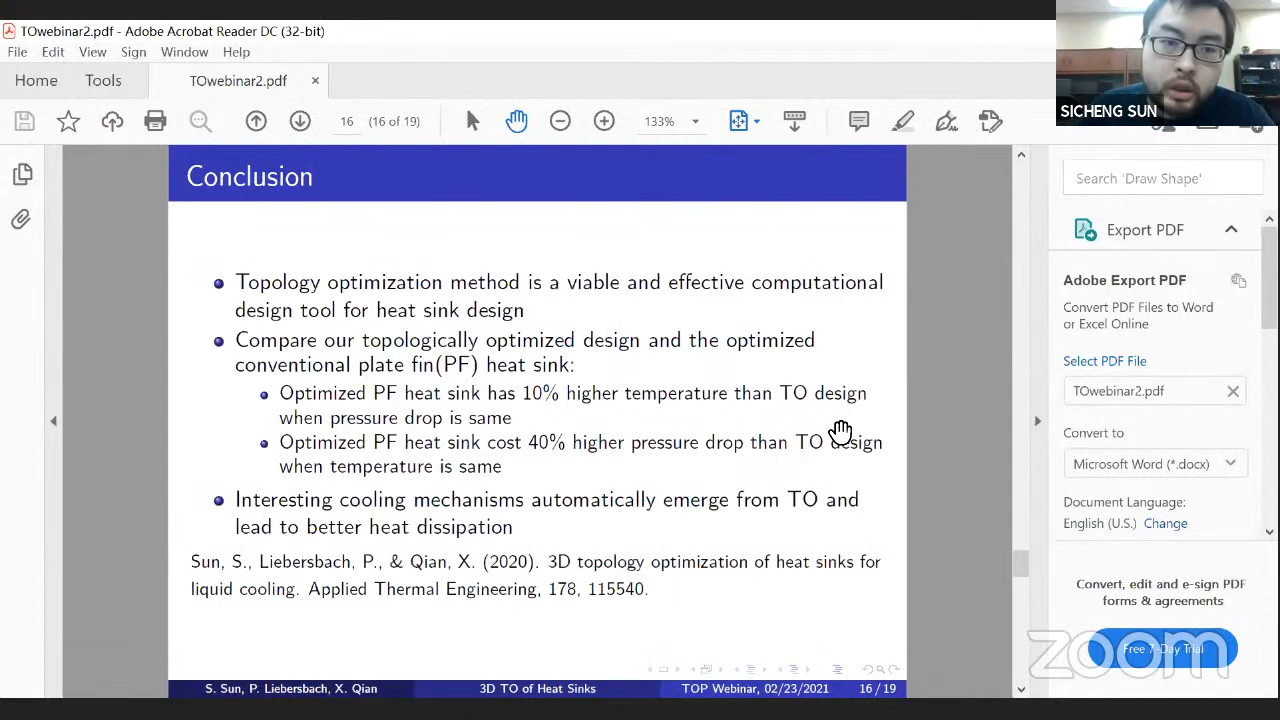 TOwebinar2.pdf - Adobe Acrobat Reader DC (32-bit)
File Edit View Sign Window Help
Home Tools TOwebinar2.pdf ×
16 (16 of 19) 133%
SICHENG SUN
Conclusion
Topology optimization method is a viable and effective computational
design tool for heat sink design
Compare our topologically optimized design and the optimized
conventional plate fin(PF) heat sink:
Optimized PF heat sink has 10% higher temperature than TO design
when pressure drop is same
Optimized PF heat sink cost 40% higher pressure drop than TO design
when temperature is same
Interesting cooling mechanisms automatically emerge from TO and
lead to better heat dissipation
Sun, S., Liebersbach, P., & Qian, X. (2020). 3D topology optimization of heat sinks for
liquid cooling. Applied Thermal Engineering, 178, 115540.
S. Sun, P. Liebersbach, X. Qian 3D TO of Heat Sinks TOP Webinar, 02/23/2021 16 / 19
Search 'Draw Shape'
Export PDF
Adobe Export PDF
Convert PDF Files to Word
or Excel Online
Select PDF File
TOwebinar2.pdf
Convert to
Microsoft Word (*.docx)
Document Language:
English (U.S.) Change
Convert, edit and e-sign PDF
forms & agreements
Free 7-Day Trial
zoom